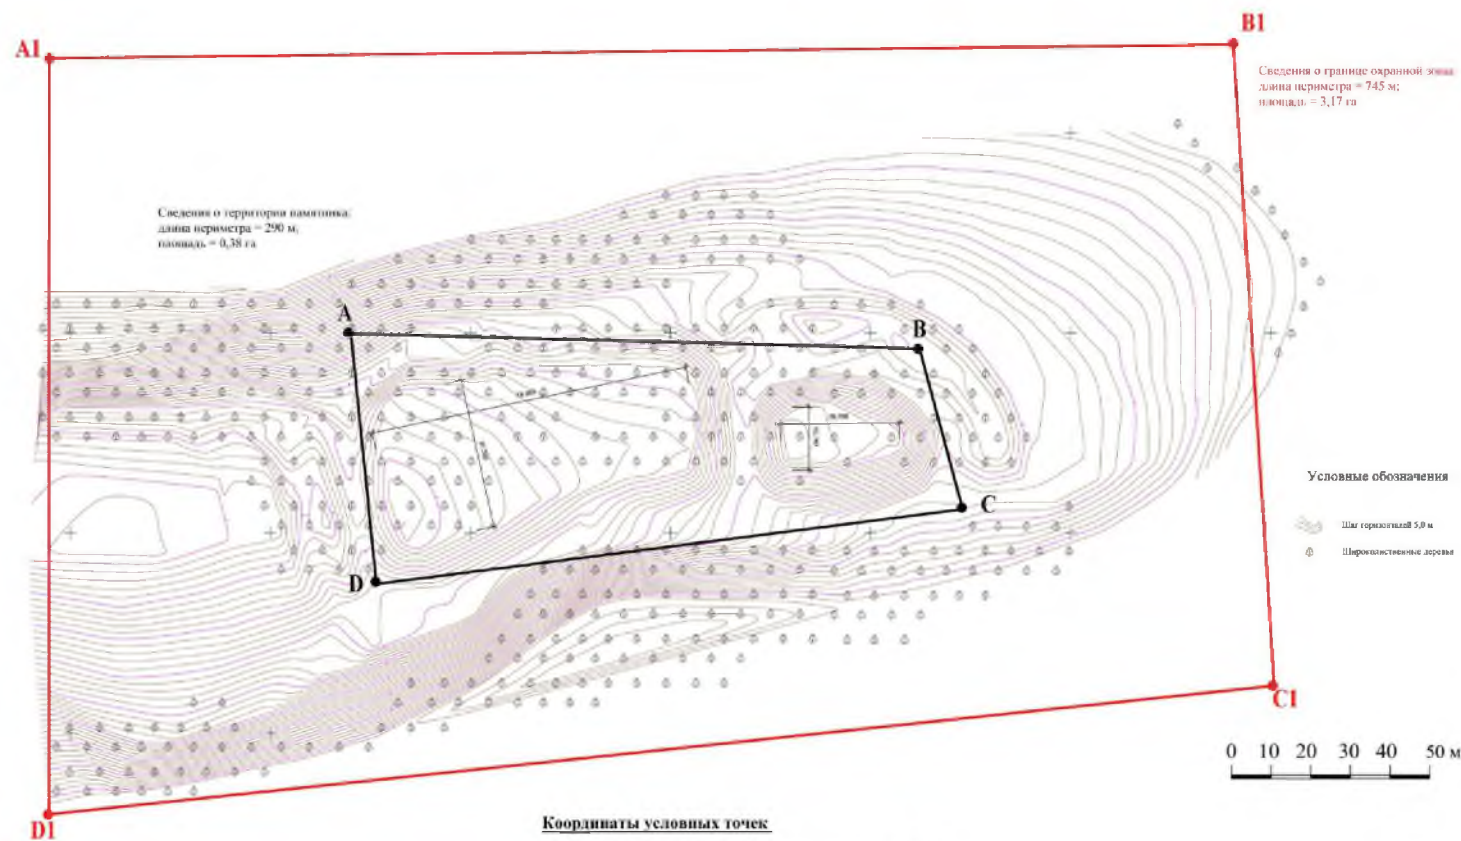 A1
B1
Сведения о границе охранной зоны
длина периметра = 745 м;
площадь = 3,17 га
Сведения о территории памятника:
длина периметра = 290 м;
площадь = 0,38 га
A
B
C
D
Условные обозначения
Шаг горизонталей 5,0 м
Широколиственные деревья
C1
0 10 20 30 40 50 м
D1
Координаты условных точек